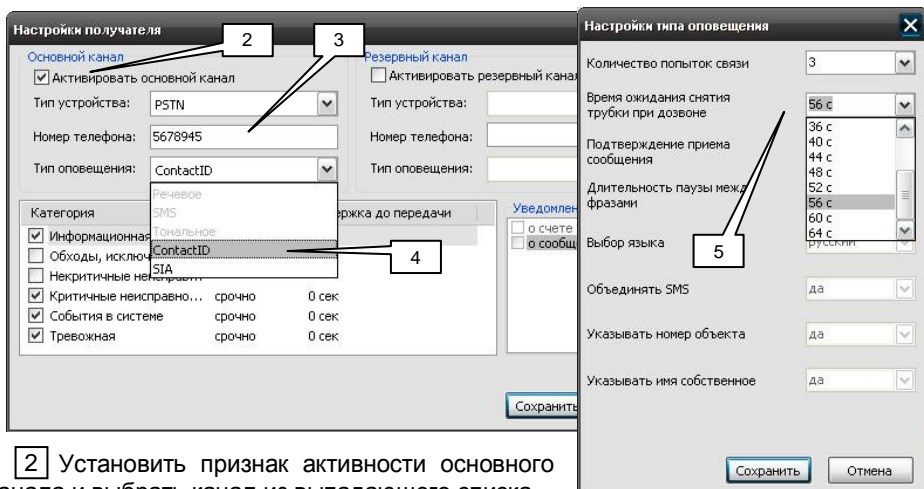 Настройки получателя
2
3
Основной канал
Активировать основной канал
Тип устройства: PSTN
Номер телефона: 5678945
Тип оповещения: ContactID
Речевое
SMS
Тональное
ContactID
SIA
4
Резервный канал
Активировать резервный кана
Тип устройства:
Номер телефона:
Тип оповещения:
Категория ржка до передачи
Информационная
Обходы, исключ
Некритичные
Критичные неисправно... срочно 0 сек
События в системе срочно 0 сек
Тревожная срочно 0 сек
Уведомлен
о счете
о сообщ
Сохранить
Настройки типа оповещения
Количество попыток связи 3
Время ожидания снятия
трубки при дозвоне 56 с
36 с
40 с
44 с
48 с
52 с
56 с
60 с
64 с
5
Подтверждение приема
сообщения
Длительность паузы межд
фразами
Выбор языка русский
Объединять SMS да
Указывать номер объекта да
Указывать имя собственное да
Сохранить Отмена
2 Установить признак активности основного
канала и выбрать канал из выпадающего списка